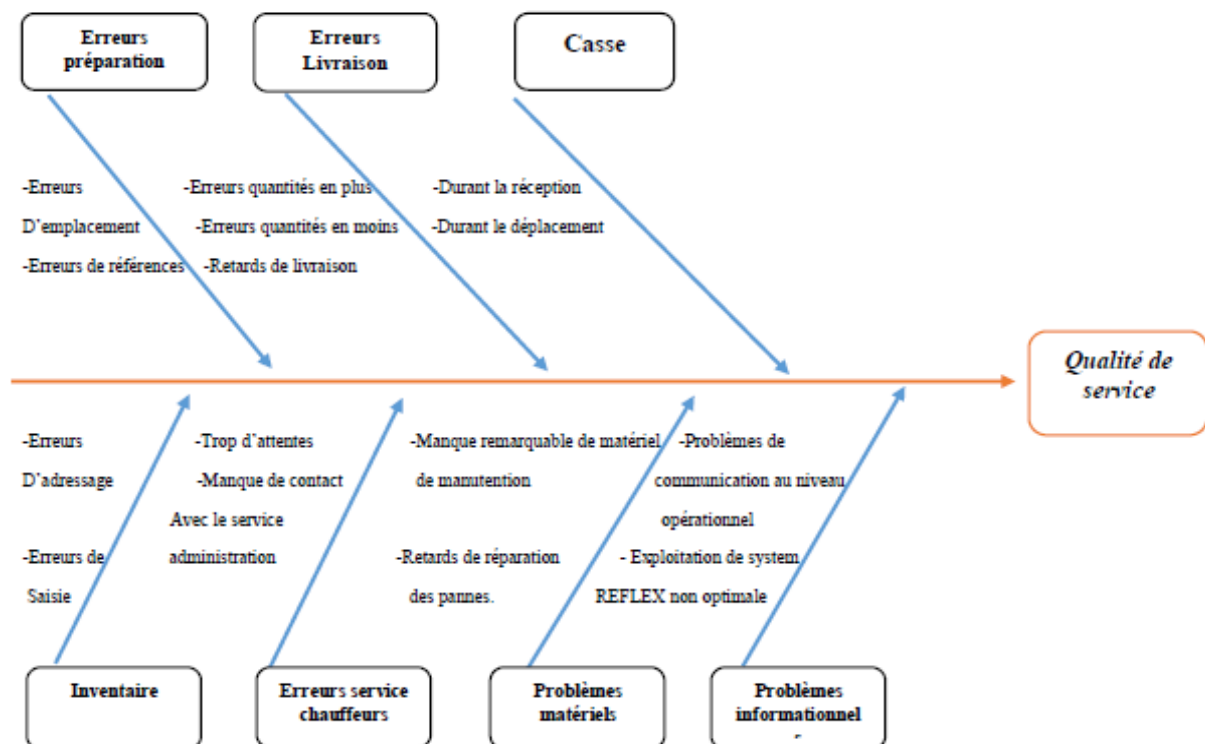 Erreurs
préparation
Erreurs
Livraison
Casse
-Erreurs
D'emplacement
-Erreurs de références
-Erreurs quantités en plus
-Erreurs quantités en moins
-Retards de livraison
-Durant la réception
-Durant le déplacement
Qualité de
service
-Erreurs
D'adressage
-Erreurs de
Saisie
-Trop d'attentes
-Manque de contact
Avec le service
administration
-Manque remarquable de matériel
de manutention
-Retards de réparation
des pannes.
-Problèmes de
communication au niveau
opérationnel
- Exploitation de system
REFLEX non optimale
Inventaire
Erreurs service
chauffeurs
Problèmes
matériels
Problèmes
informationnel